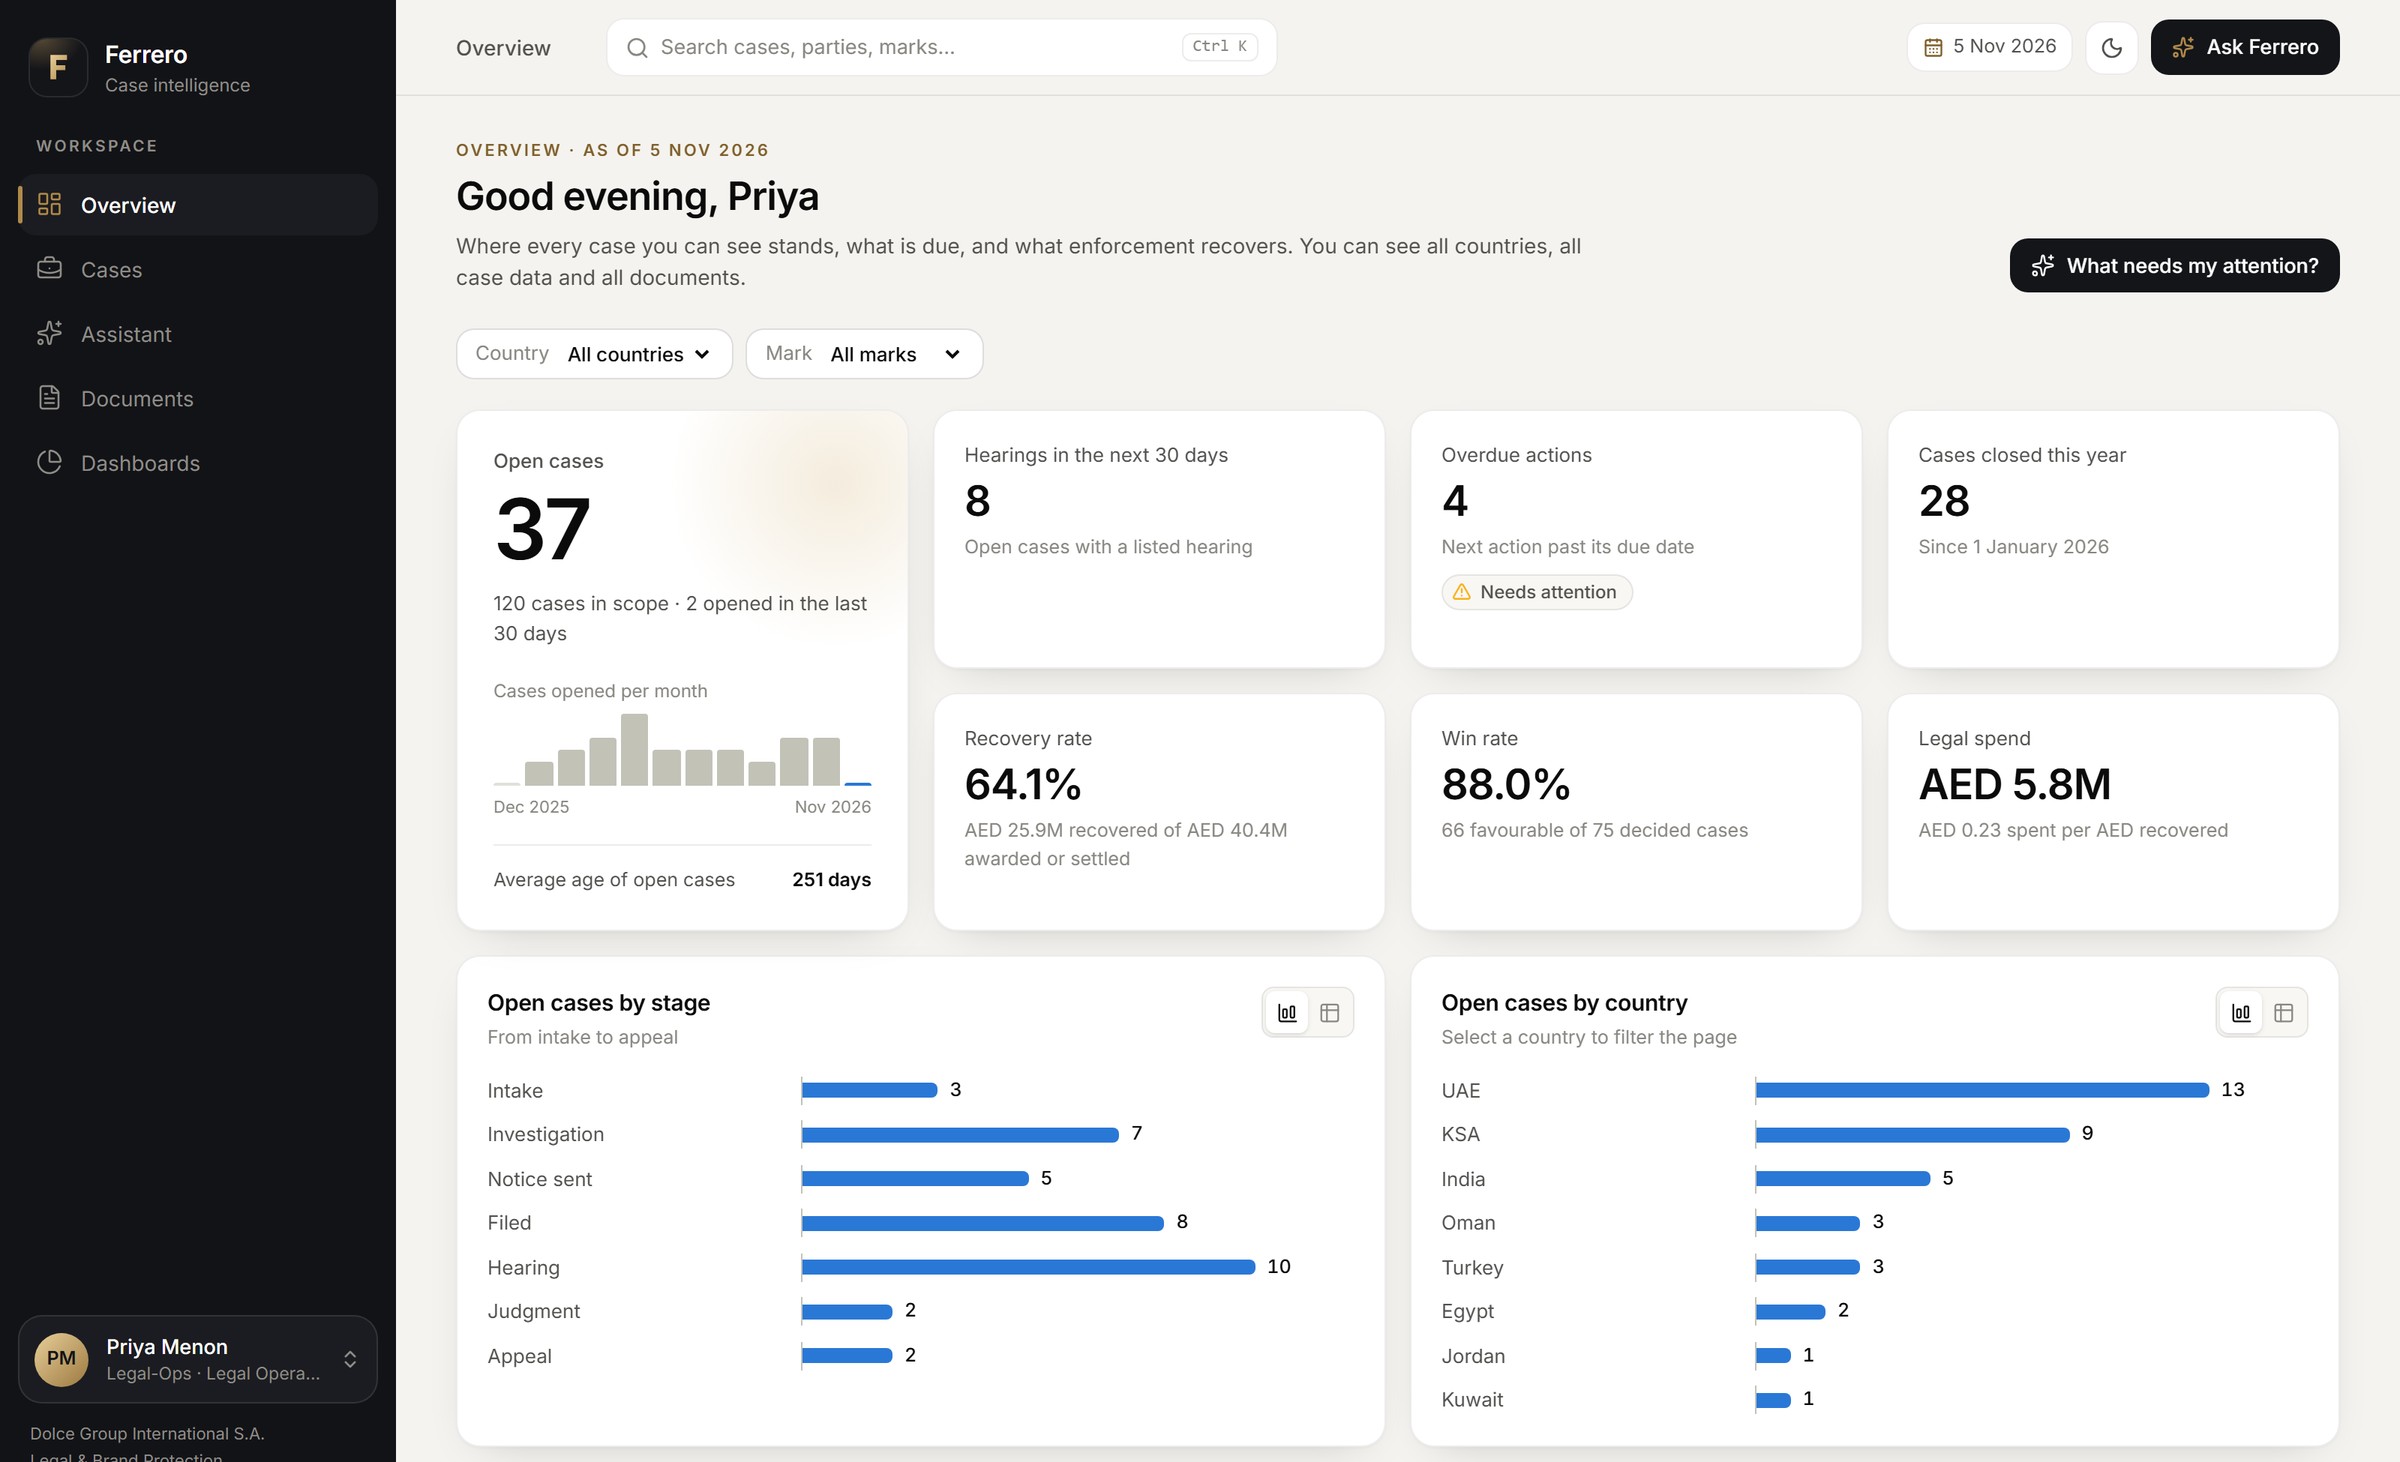 F
Ferrero
Case intelligence
WORKSPACE
Overview
Cases
Assistant
Documents
Dashboards
PM
Priya Menon
Legal-Ops · Legal Opera...
Dolce Group International S.A.
Legal & Brand Protection
Overview
Search cases, parties, marks...
Ctrl K
5 Nov 2026
Ask Ferrero
OVERVIEW · AS OF 5 NOV 2026
Good evening, Priya
Where every case you can see stands, what is due, and what enforcement recovers. You can see all countries, all
case data and all documents.
What needs my attention?
Country All countries
Mark All marks
Open cases
37
120 cases in scope · 2 opened in the last
30 days
Cases opened per month
Dec 2025
Nov 2026
Average age of open cases 251 days
Hearings in the next 30 days
8
Open cases with a listed hearing
Overdue actions
4
Next action past its due date
Needs attention
Cases closed this year
28
Since 1 January 2026
Recovery rate
64.1%
AED 25.9M recovered of AED 40.4M
awarded or settled
Win rate
88.0%
66 favourable of 75 decided cases
Legal spend
AED 5.8M
AED 0.23 spent per AED recovered
Open cases by stage
From intake to appeal
Intake 3
Investigation 7
Notice sent 5
Filed 8
Hearing 10
Judgment 2
Appeal 2
Open cases by country
Select a country to filter the page
UAE 13
KSA 9
India 5
Oman 3
Turkey 3
Egypt 2
Jordan 1
Kuwait 1